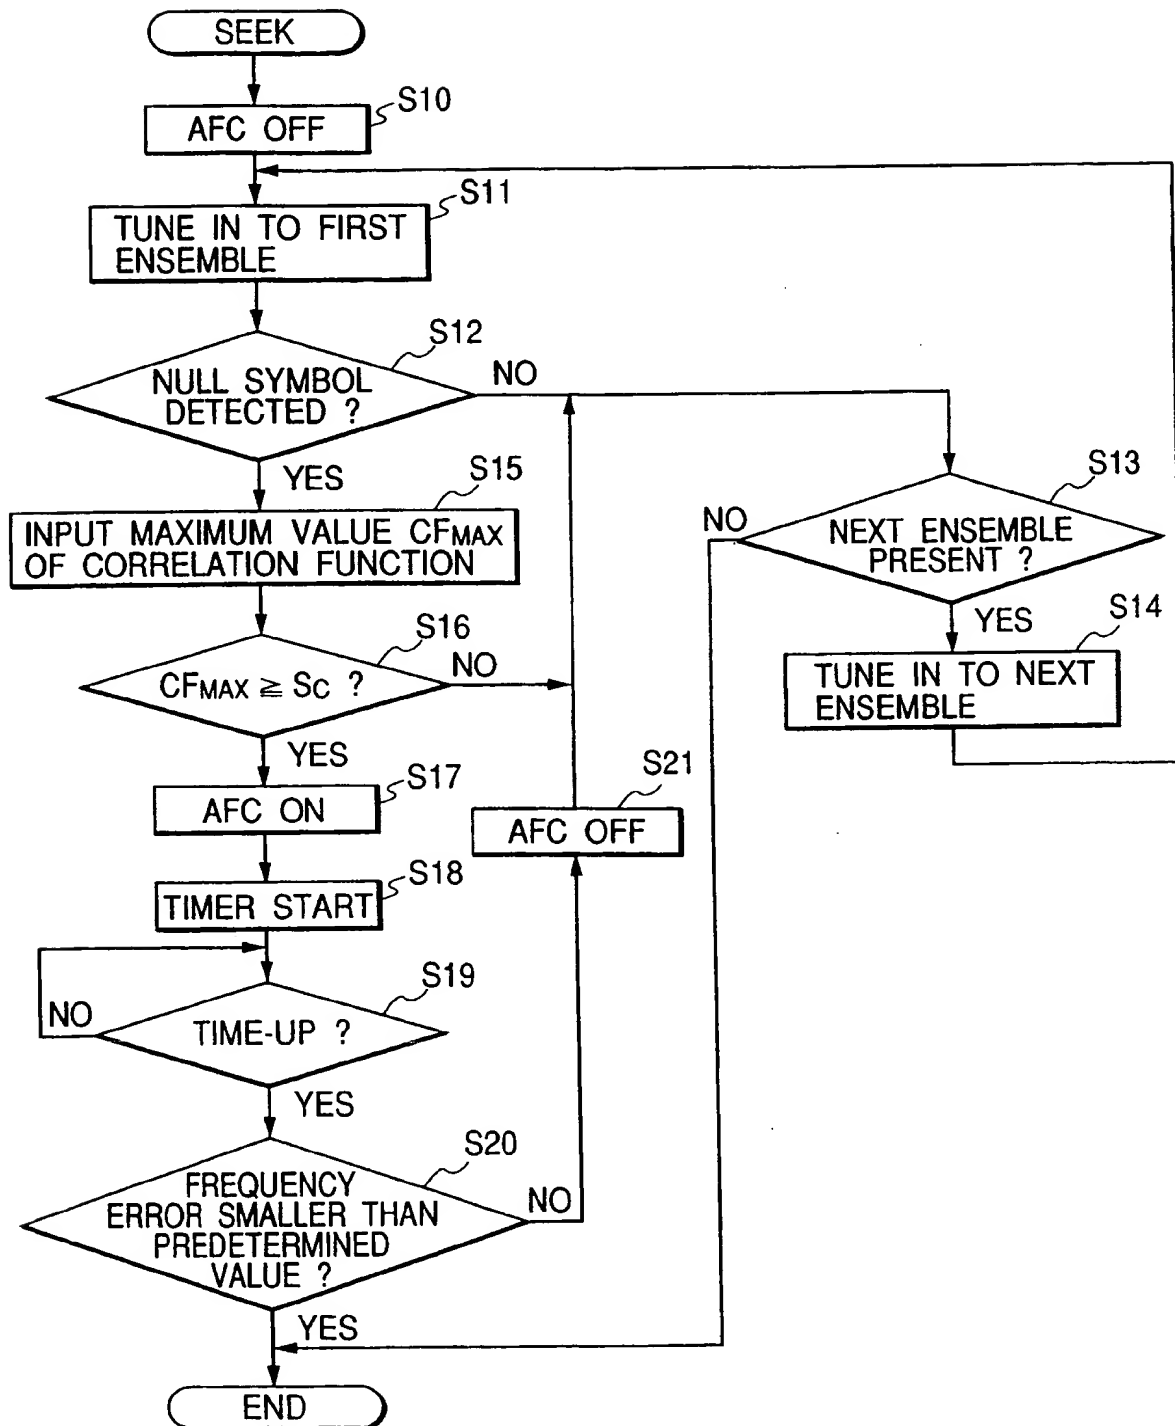 SEEK
S10
AFC OFF
S11
TUNE IN TO FIRST
ENSEMBLE
S12
NULL SYMBOL
DETECTED ?
NO
YES
S13
NEXT ENSEMBLE
PRESENT ?
NO
YES
S14
TUNE IN TO NEXT
ENSEMBLE
S15
INPUT MAXIMUM VALUE CFMAX
OF CORRELATION FUNCTION
S16
CFMAX ≧ SC ?
NO
YES
S17
AFC ON
S21
AFC OFF
S18
TIMER START
S19
TIME-UP ?
NO
YES
S20
FREQUENCY
ERROR SMALLER THAN
PREDETERMINED
VALUE ?
NO
YES
END